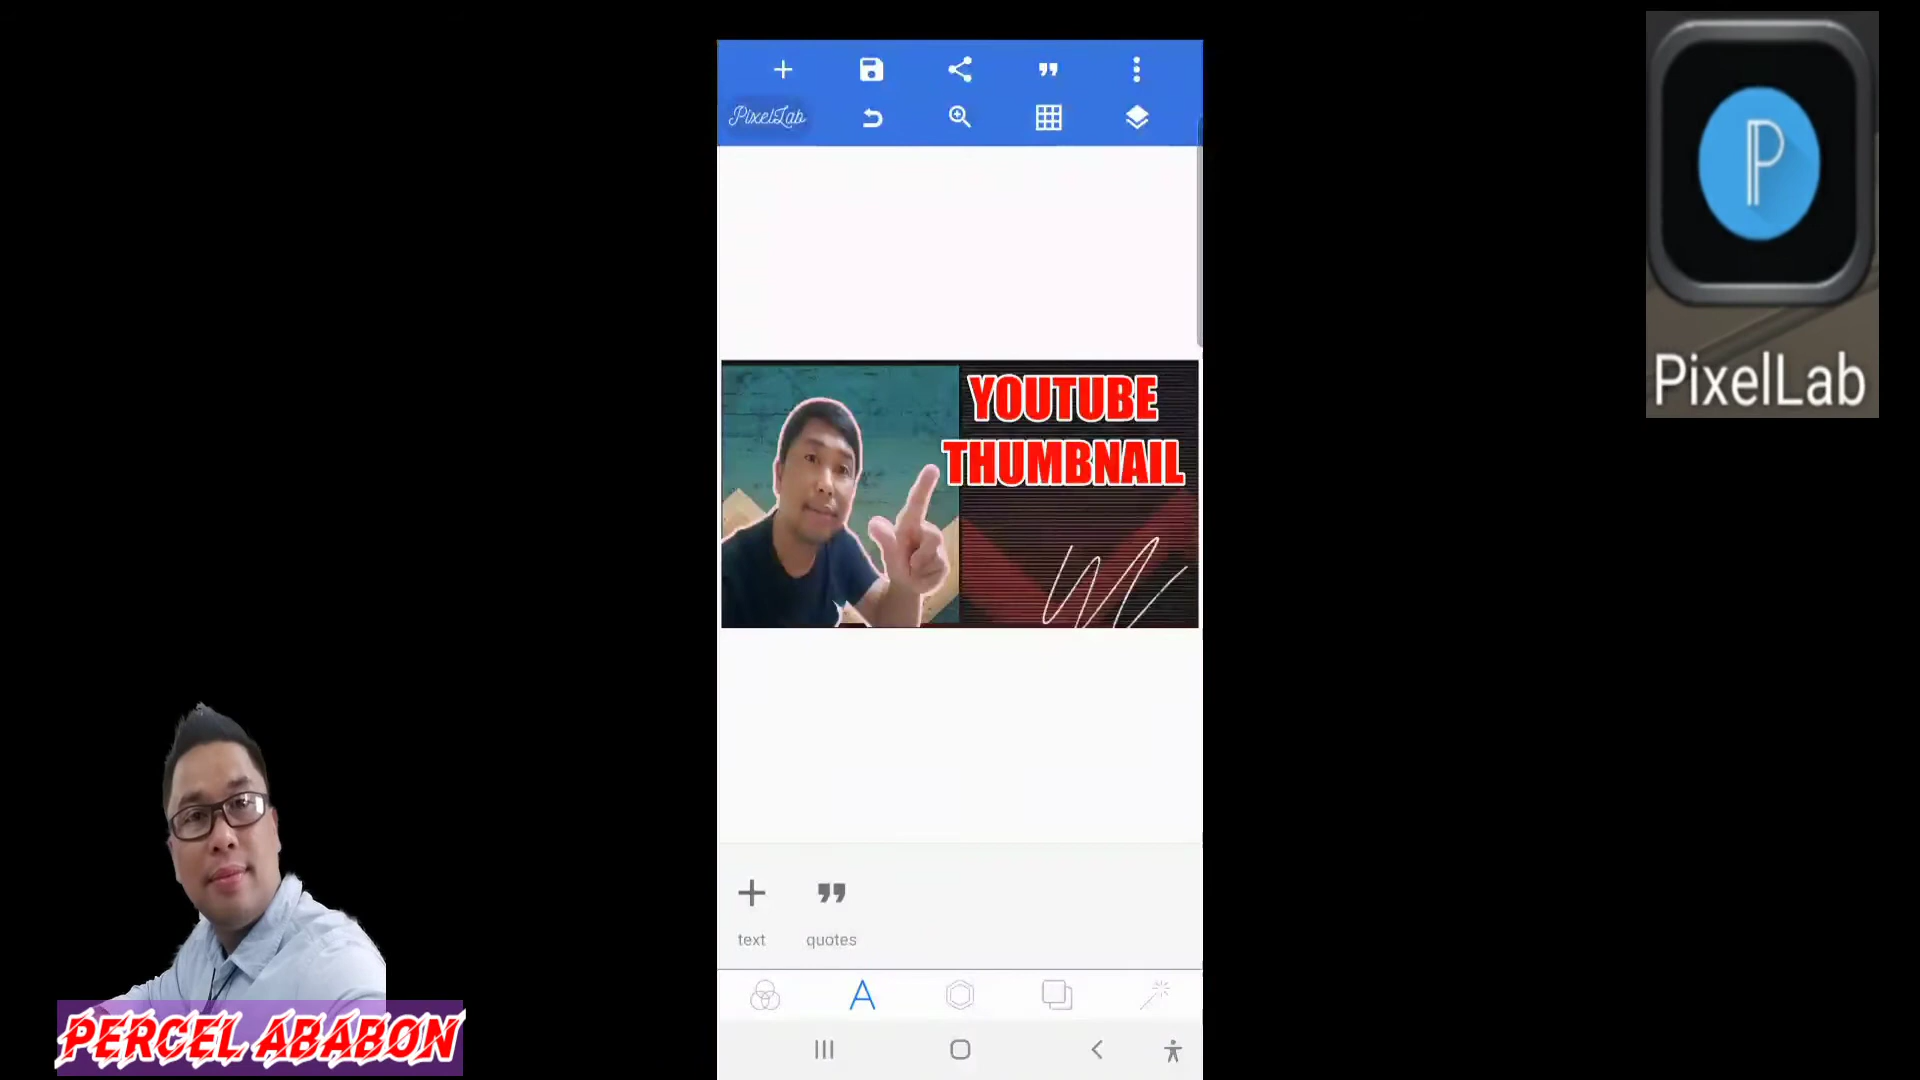 PixelLab
YOUTUBE
THUMBNAIL
text
quotes
PERCEL ABABON
P
PixelLab